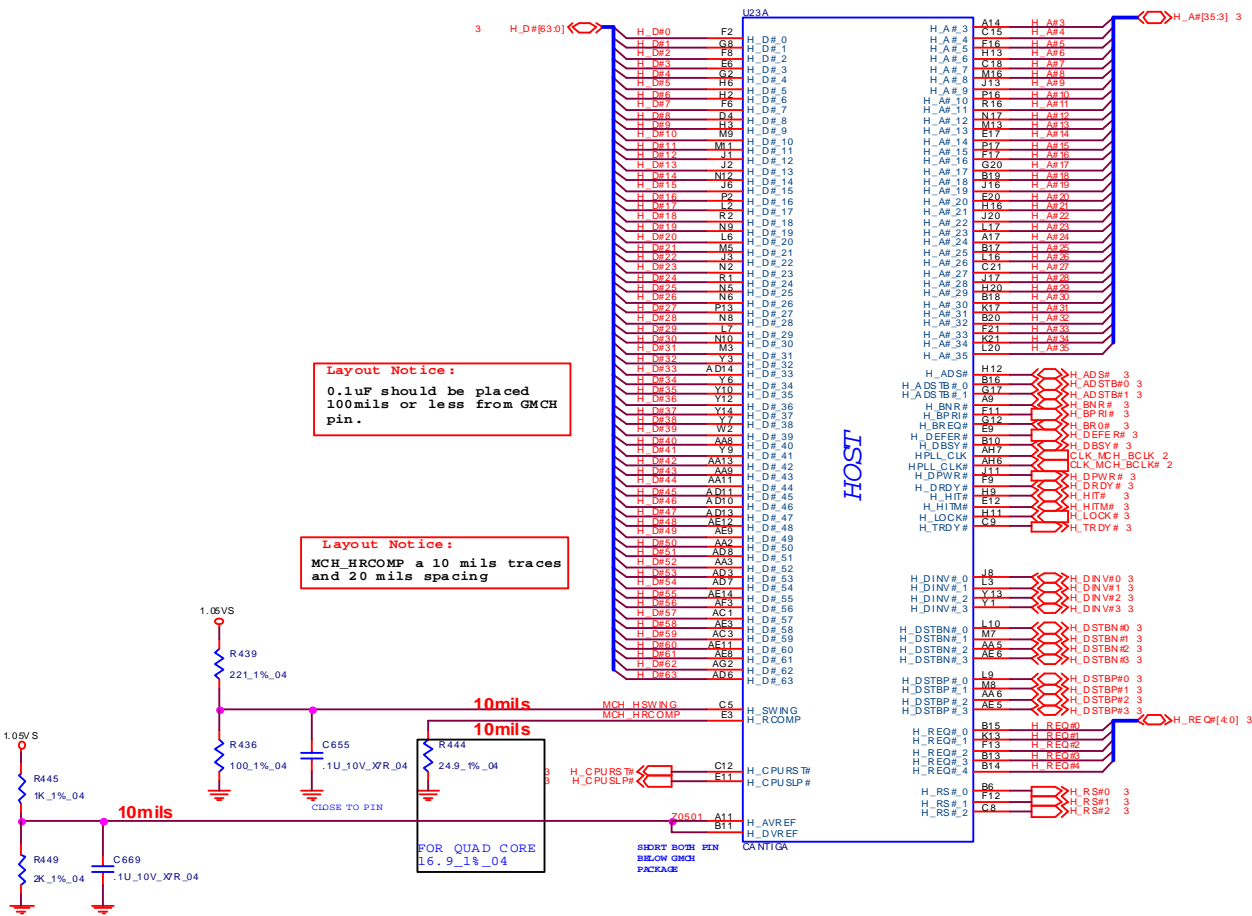 U23A
3 H_D#[63:0]
H_A#[35:3] 3
H_D#0 F2 H_D#_0
H_D#1 G8 H_D#_1
H_D#2 F8 H_D#_2
H_D#3 E6 H_D#_3
H_D#4 G2 H_D#_4
H_D#5 H6 H_D#_5
H_D#6 H2 H_D#_6
H_D#7 F6 H_D#_7
H_D#8 D4 H_D#_8
H_D#9 H3 H_D#_9
H_D#10 M9 H_D#_10
H_D#11 M11 H_D#_11
H_D#12 J1 H_D#_12
H_D#13 J2 H_D#_13
H_D#14 N12 H_D#_14
H_D#15 J6 H_D#_15
H_D#16 P2 H_D#_16
H_D#17 L2 H_D#_17
H_D#18 R2 H_D#_18
H_D#19 N9 H_D#_19
H_D#20 L6 H_D#_20
H_D#21 M5 H_D#_21
H_D#22 J3 H_D#_22
H_D#23 N2 H_D#_23
H_D#24 R1 H_D#_24
H_D#25 N5 H_D#_25
H_D#26 N6 H_D#_26
H_D#27 P13 H_D#_27
H_D#28 N8 H_D#_28
H_D#29 L7 H_D#_29
H_D#30 N10 H_D#_30
H_D#31 M3 H_D#_31
H_D#32 Y3 H_D#_32
H_D#33 AD14 H_D#_33
H_D#34 Y6 H_D#_34
H_D#35 Y10 H_D#_35
H_D#36 Y12 H_D#_36
H_D#37 Y14 H_D#_37
H_D#38 Y7 H_D#_38
H_D#39 W2 H_D#_39
H_D#40 AA8 H_D#_40
H_D#41 Y9 H_D#_41
H_D#42 AA13 H_D#_42
H_D#43 AA9 H_D#_43
H_D#44 AA11 H_D#_44
H_D#45 AD11 H_D#_45
H_D#46 AD10 H_D#_46
H_D#47 AD13 H_D#_47
H_D#48 AE12 H_D#_48
H_D#49 AE9 H_D#_49
H_D#50 AA2 H_D#_50
H_D#51 AD8 H_D#_51
H_D#52 AA3 H_D#_52
H_D#53 AD3 H_D#_53
H_D#54 AD7 H_D#_54
H_D#55 AE14 H_D#_55
H_D#56 AF3 H_D#_56
H_D#57 AC1 H_D#_57
H_D#58 AE3 H_D#_58
H_D#59 AC3 H_D#_59
H_D#60 AE11 H_D#_60
H_D#61 AE8 H_D#_61
H_D#62 AG2 H_D#_62
H_D#63 AD6 H_D#_63
10mils MCH_HSWING C5 H_SWING
MCH_HRCOMP E3 H_RCOMP
10mils
3 H_CPURST# C12 H_CPURST#
3 H_CPUSLP# E11 H_CPUSLP#
10mils Z0501 A11 H_AVREF
B11 H_DVREF
HOST
H_A#_3 A14 H_A#3
H_A#_4 C15 H_A#4
H_A#_5 F16 H_A#5
H_A#_6 H13 H_A#6
H_A#_7 C18 H_A#7
H_A#_8 M16 H_A#8
H_A#_9 J13 H_A#9
H_A#_10 P16 H_A#10
H_A#_11 R16 H_A#11
H_A#_12 N17 H_A#12
H_A#_13 M13 H_A#13
H_A#_14 E17 H_A#14
H_A#_15 P17 H_A#15
H_A#_16 F17 H_A#16
H_A#_17 G20 H_A#17
H_A#_18 B19 H_A#18
H_A#_19 J16 H_A#19
H_A#_20 E20 H_A#20
H_A#_21 H16 H_A#21
H_A#_22 J20 H_A#22
H_A#_23 L17 H_A#23
H_A#_24 A17 H_A#24
H_A#_25 B17 H_A#25
H_A#_26 L16 H_A#26
H_A#_27 C21 H_A#27
H_A#_28 J17 H_A#28
H_A#_29 H20 H_A#29
H_A#_30 B18 H_A#30
H_A#_31 K17 H_A#31
H_A#_32 B20 H_A#32
H_A#_33 F21 H_A#33
H_A#_34 K21 H_A#34
H_A#_35 L20 H_A#35
H_ADS# H12 H_ADS# 3
H_ADSTB#_0 B16 H_ADSTB#0 3
H_ADSTB#_1 G17 H_ADSTB#1 3
H_BNR# A9 H_BNR# 3
H_BPRI# F11 H_BPRI# 3
H_BREQ# G12 H_BR0# 3
H_DEFER# E9 H_DEFER# 3
H_DBSY# B10 H_DBSY# 3
HPLL_CLK AH7 CLK_MCH_BCLK 2
HPLL_CLK# AH6 CLK_MCH_BCLK# 2
H_DPWR# J11 H_DPWR# 3
H_DRDY# F9 H_DRDY# 3
H_HIT# H9 H_HIT# 3
H_HITM# E12 H_HITM# 3
H_LOCK# H11 H_LOCK# 3
H_TRDY# C9 H_TRDY# 3
H_DINV#_0 J8 H_DINV#0 3
H_DINV#_1 L3 H_DINV#1 3
H_DINV#_2 Y13 H_DINV#2 3
H_DINV#_3 Y1 H_DINV#3 3
H_DSTBN#_0 L10 H_DSTBN#0 3
H_DSTBN#_1 M7 H_DSTBN#1 3
H_DSTBN#_2 AA5 H_DSTBN#2 3
H_DSTBN#_3 AE6 H_DSTBN#3 3
H_DSTBP#_0 L9 H_DSTBP#0 3
H_DSTBP#_1 M8 H_DSTBP#1 3
H_DSTBP#_2 AA6 H_DSTBP#2 3
H_DSTBP#_3 AE5 H_DSTBP#3 3
H_REQ#[4:0] 3
H_REQ#_0 B15 H_REQ#0
H_REQ#_1 K13 H_REQ#1
H_REQ#_2 F13 H_REQ#2
H_REQ#_3 B13 H_REQ#3
H_REQ#_4 B14 H_REQ#4
H_RS#_0 B6 H_RS#0 3
H_RS#_1 F12 H_RS#1 3
H_RS#_2 C8 H_RS#2 3
CANTIGA
Layout Notice:
0.1uF should be placed
100mils or less from GMCH
pin.
Layout Notice:
MCH_HRCOMP a 10 mils traces
and 20 mils spacing
1.05VS
R439
221_1%_04
R436
100_1%_04
C655
.1U_10V_X7R_04
CLOSE TO PIN
R444
24.9_1%_04
FOR QUAD CORE
16.9_1%_04
1.05VS
R445
1K_1%_04
R449
2K_1%_04
C669
.1U_10V_X7R_04
SHORT BOTH PIN
BELOW GMCH
PACKAGE